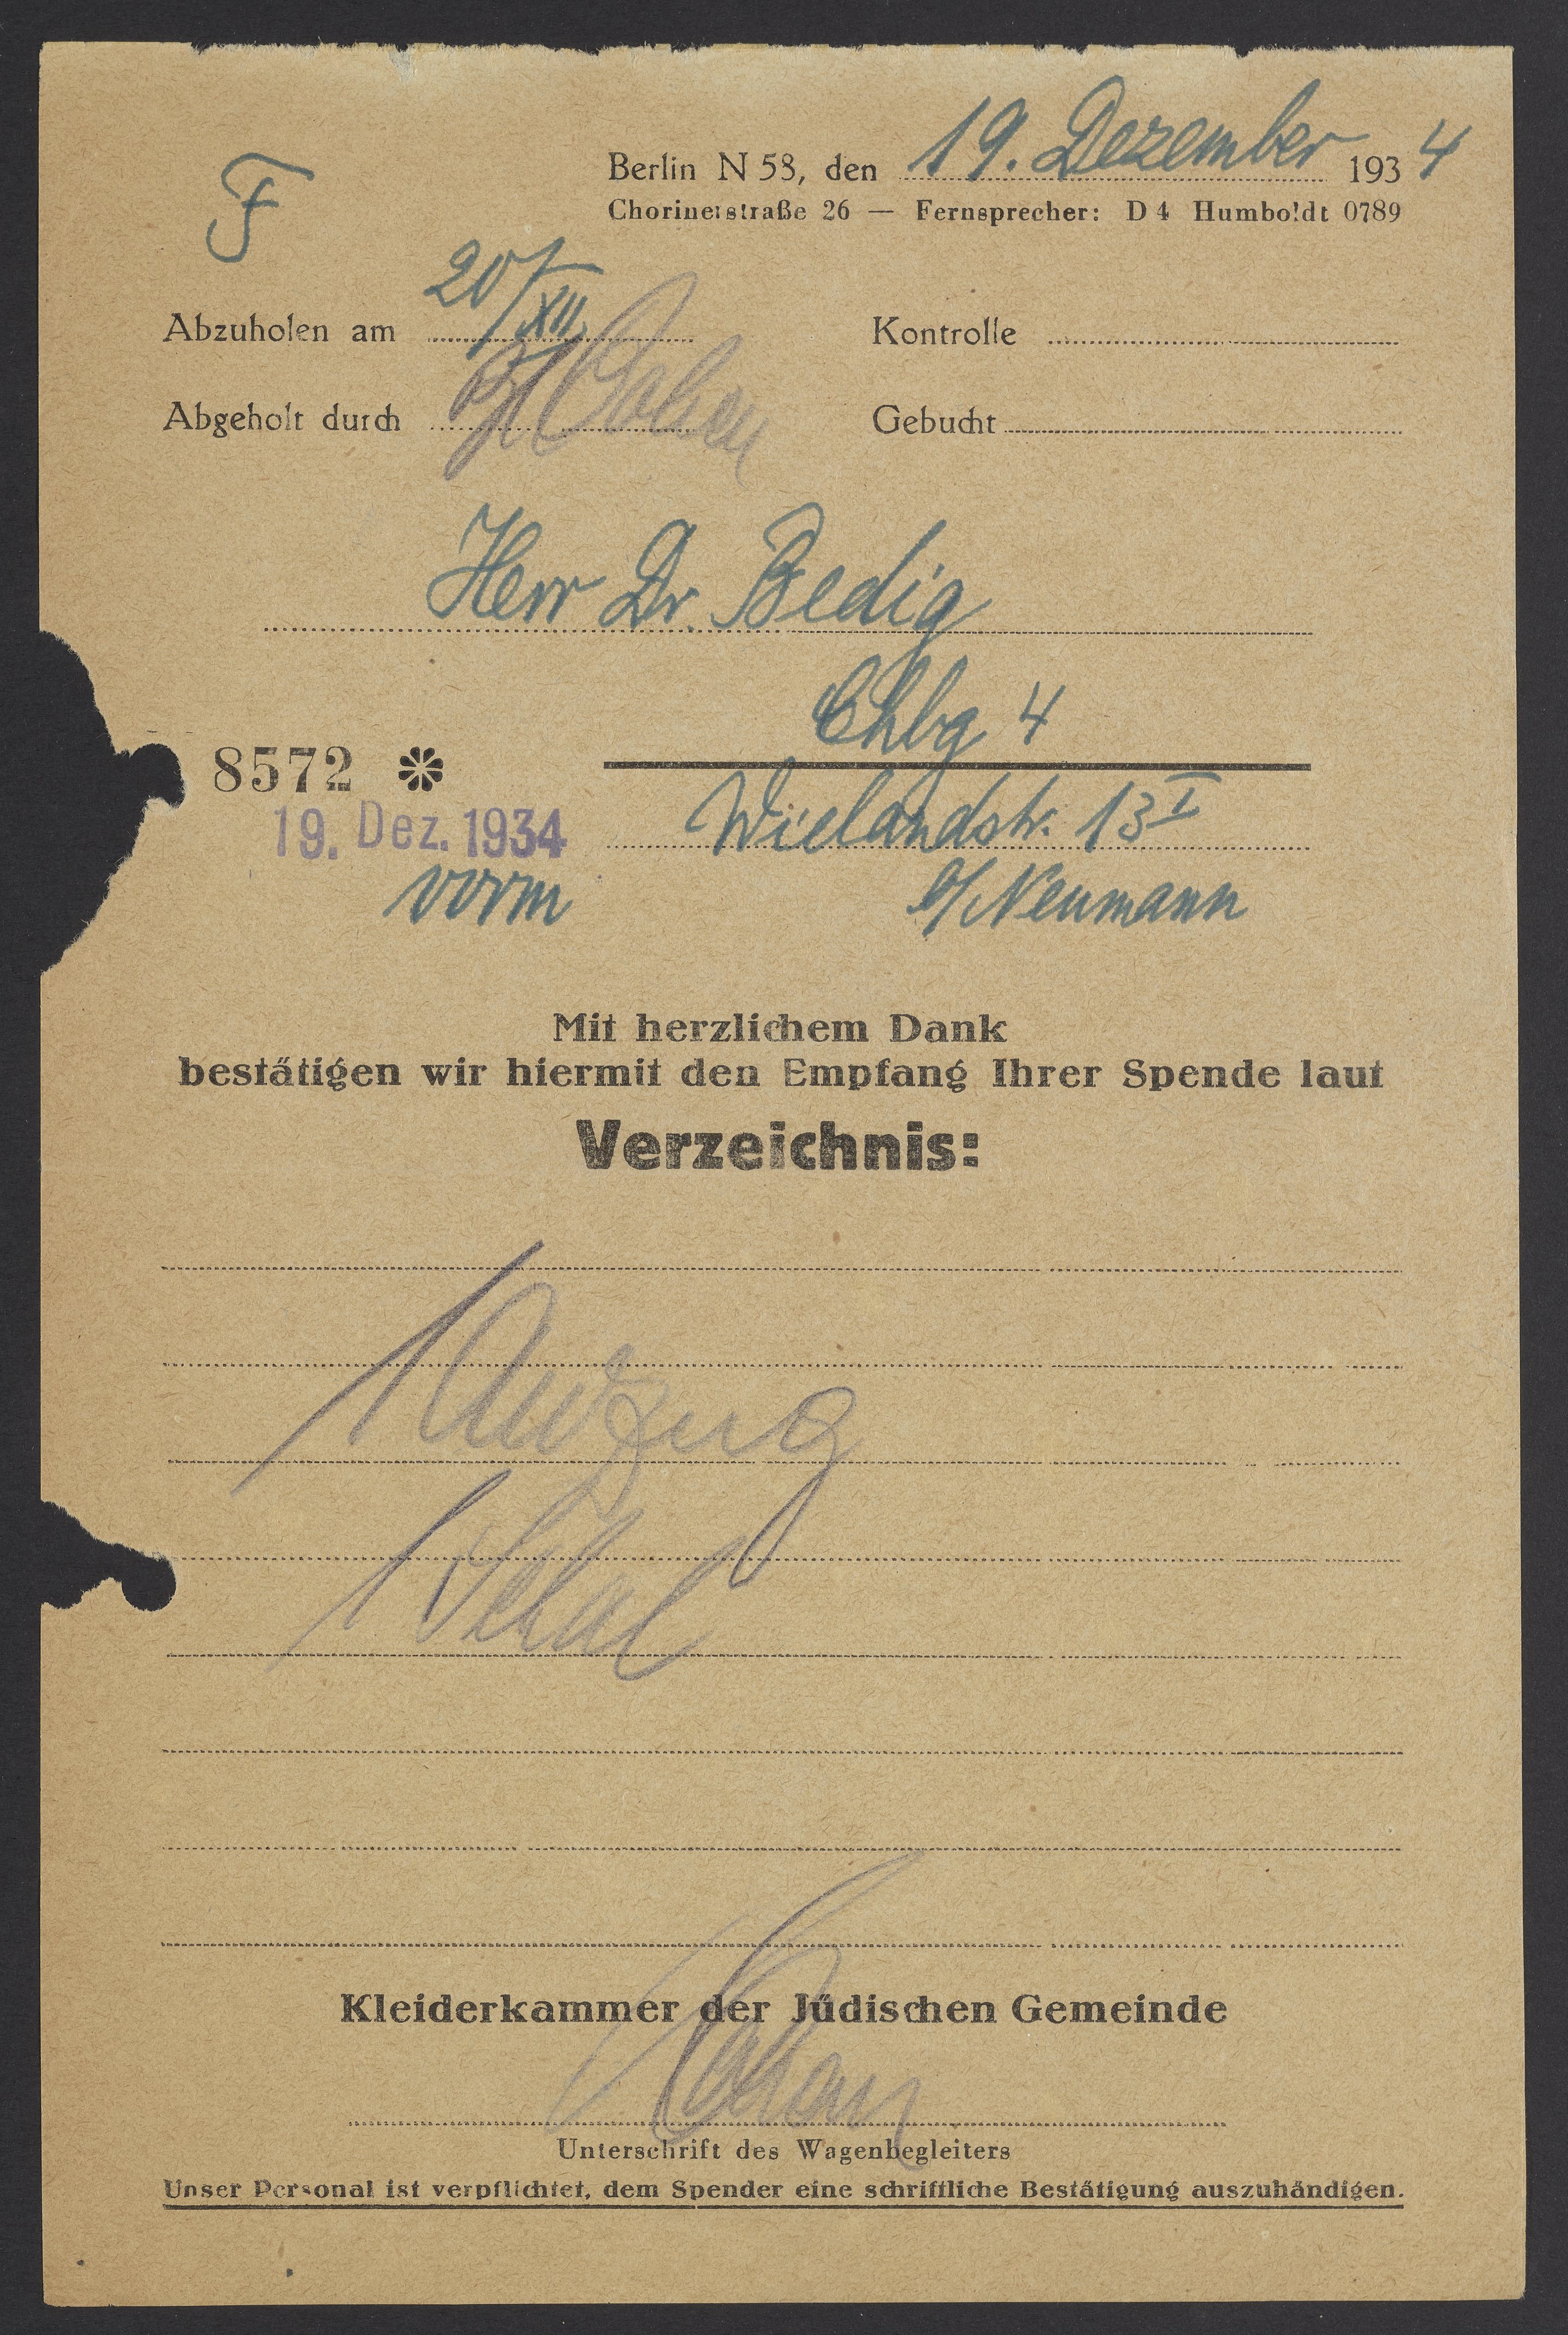 F
Berlin N 58, den 19. Dezember 1934
Chorinerstraße 26 — Fernsprecher: D 4 Humboldt 0789
Abzuholen am 20/XII.
Kontrolle
Abgeholt durch
Gebucht
Herr Dr. Bedig
Chlbg 4
8572 *
19. Dez. 1934
Wielandstr. 13 I
vorm
b/ Neumann
Mit herzlichem Dank
bestätigen wir hiermit den Empfang Ihrer Spende laut
Verzeichnis:
1 Anzug
1 Schal
Kleiderkammer der Jüdischen Gemeinde
Unterschrift des Wagenbegleiters
Unser Personal ist verpflichtet, dem Spender eine schriftliche Bestätigung auszuhändigen.